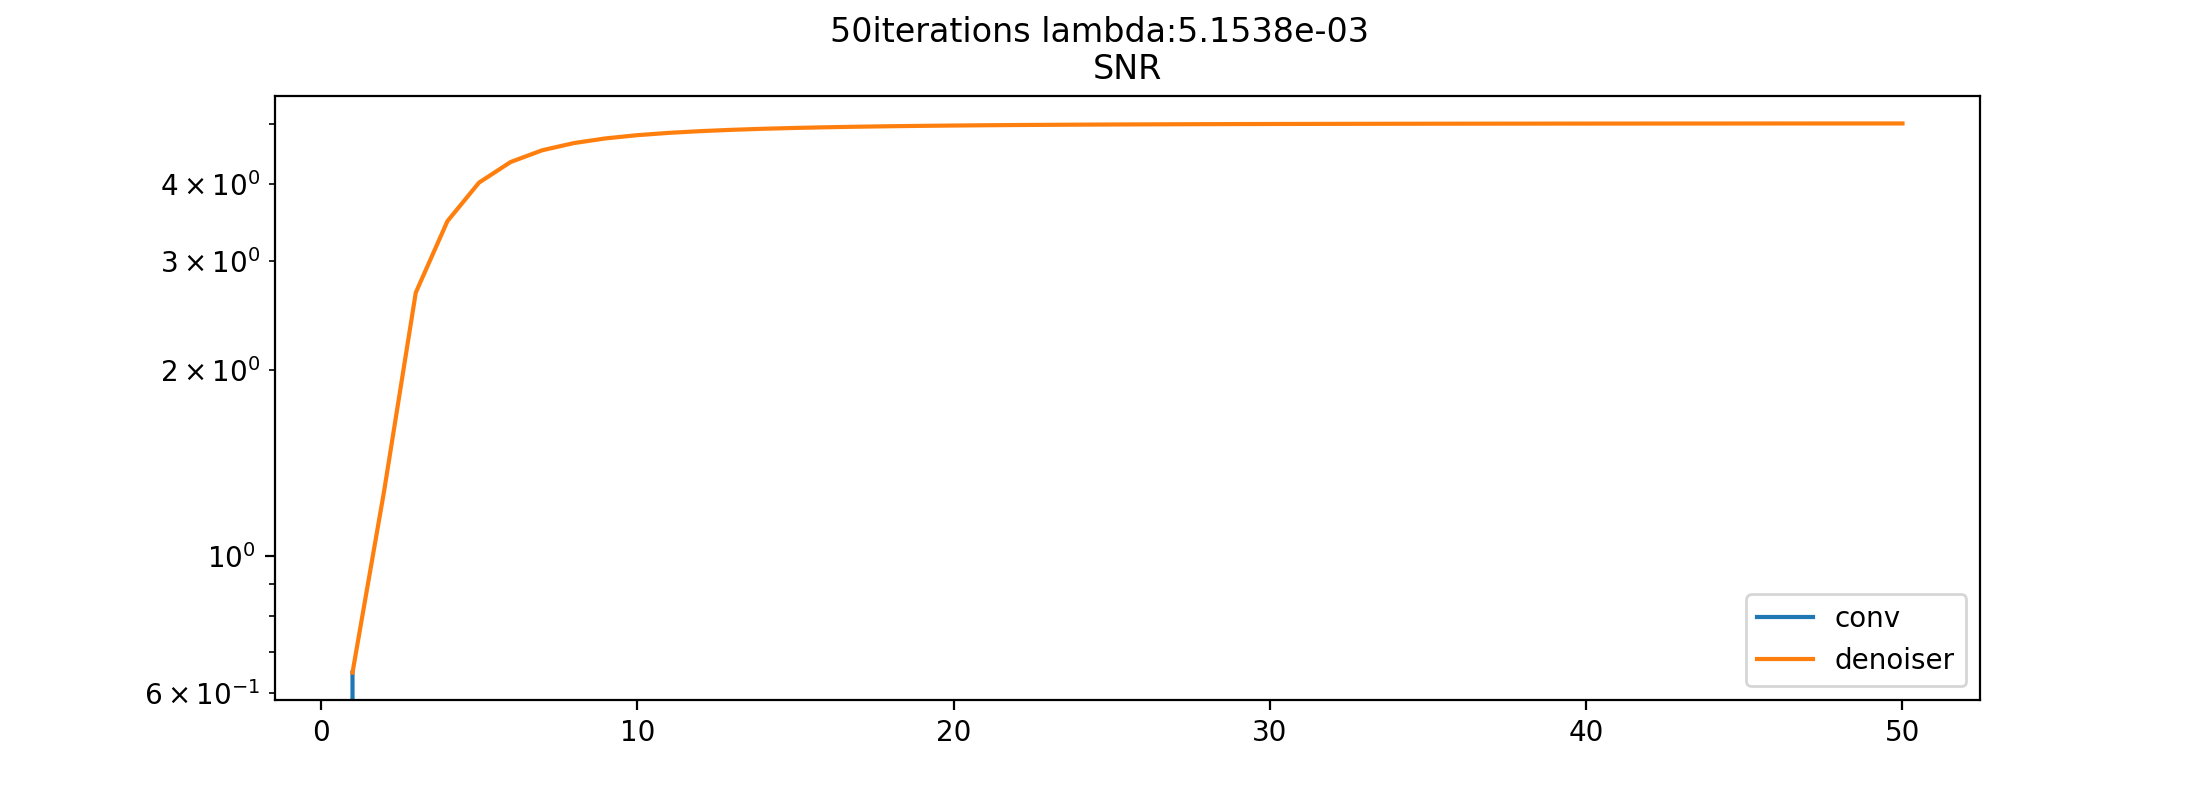 50iterations lambda:5.1538e-03
SNR
4 × 10⁰
3 × 10⁰
2 × 10⁰
10⁰
6 × 10⁻¹
0 10 20 30 40 50
conv
denoiser